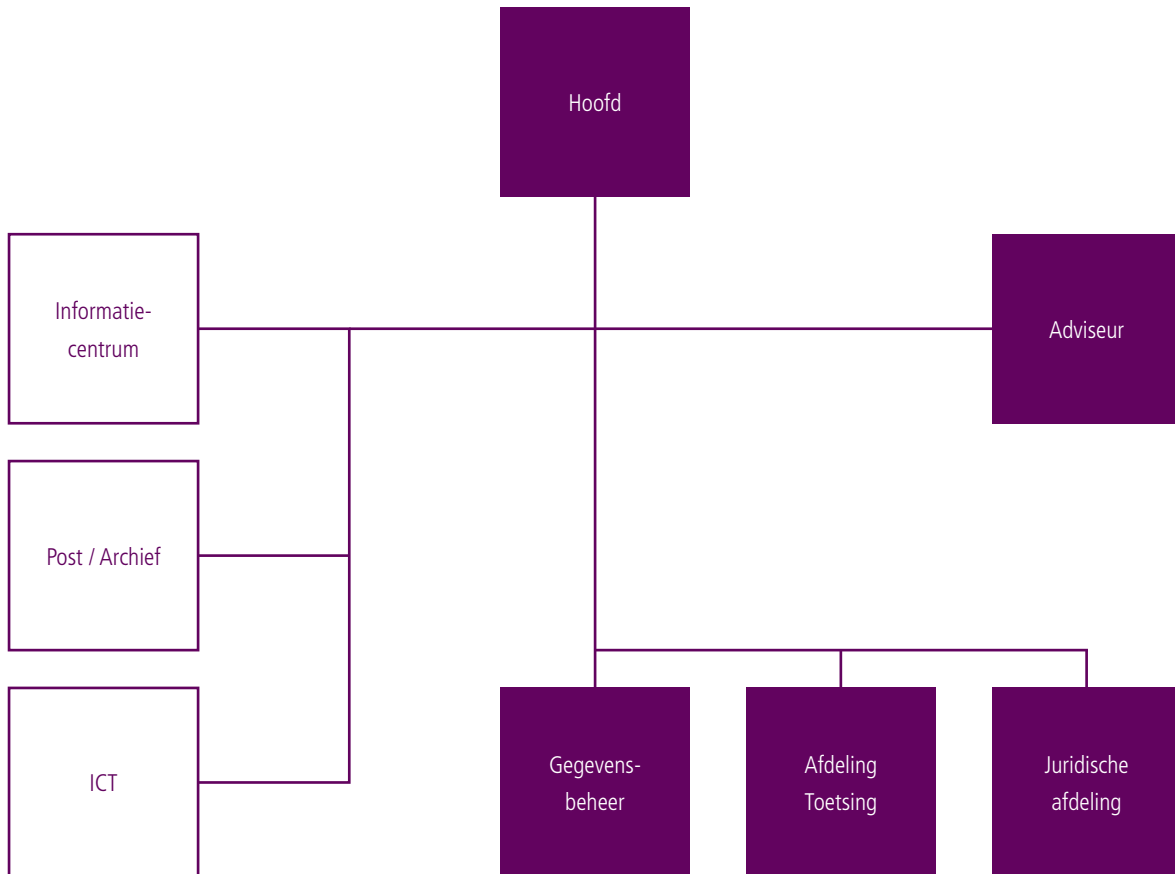 Hoofd
Informatie-
centrum
Adviseur
Post / Archief
ICT
Gegevens-
beheer
Afdeling
Toetsing
Juridische
afdeling